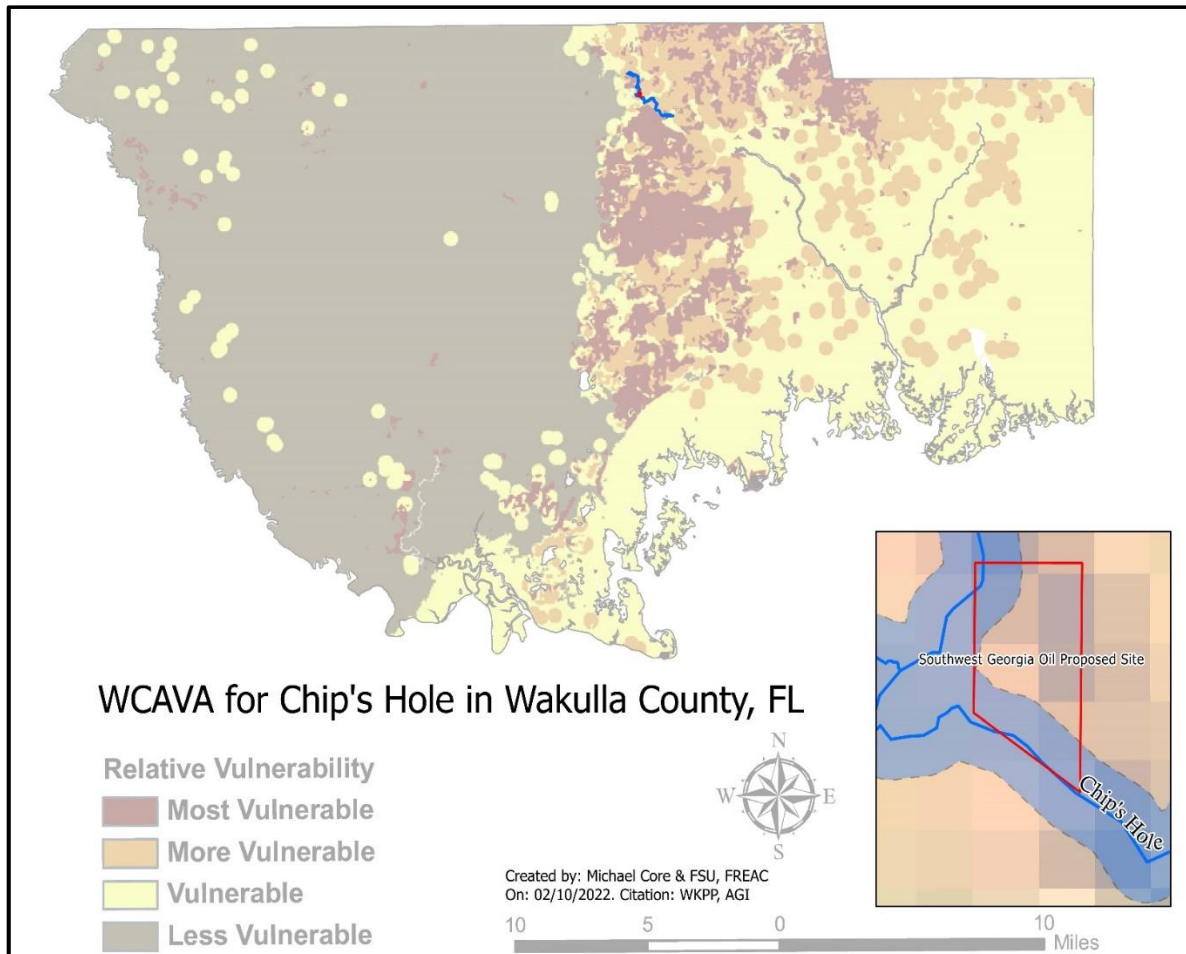 Southwest Georgia Oil Proposed Site
Chip's Hole
WCAVA for Chip's Hole in Wakulla County, FL
Relative Vulnerability
Most Vulnerable
More Vulnerable
Vulnerable
Less Vulnerable
N
W E
S
Created by: Michael Core & FSU, FREAC
On: 02/10/2022. Citation: WKPP, AGI
10 5 0 10
Miles